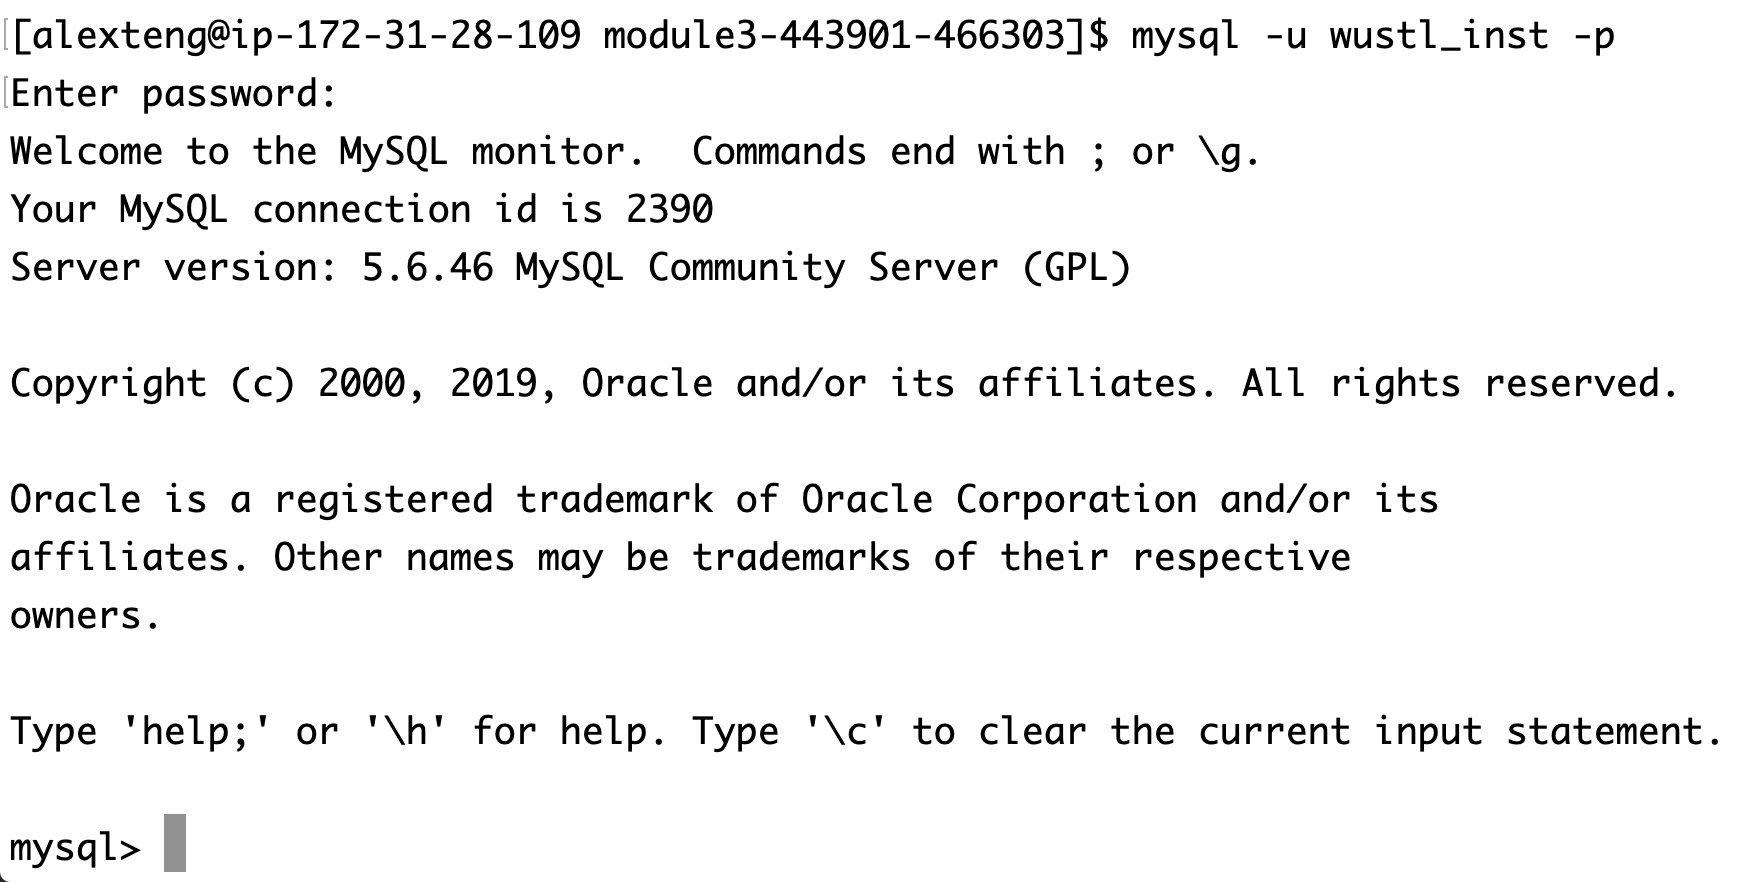 [alexteng@ip-172-31-28-109 module3-443901-466303]$ mysql -u wustl_inst -p
Enter password:
Welcome to the MySQL monitor.  Commands end with ; or \g.
Your MySQL connection id is 2390
Server version: 5.6.46 MySQL Community Server (GPL)

Copyright (c) 2000, 2019, Oracle and/or its affiliates. All rights reserved.

Oracle is a registered trademark of Oracle Corporation and/or its
affiliates. Other names may be trademarks of their respective
owners.

Type 'help;' or '\h' for help. Type '\c' to clear the current input statement.

mysql>